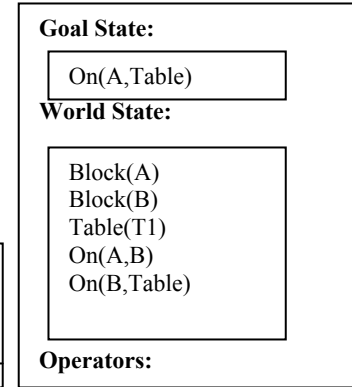 Goal State:
On(A,Table)
World State:
Block(A)
Block(B)
Table(T1)
On(A,B)
On(B,Table)
Operators: